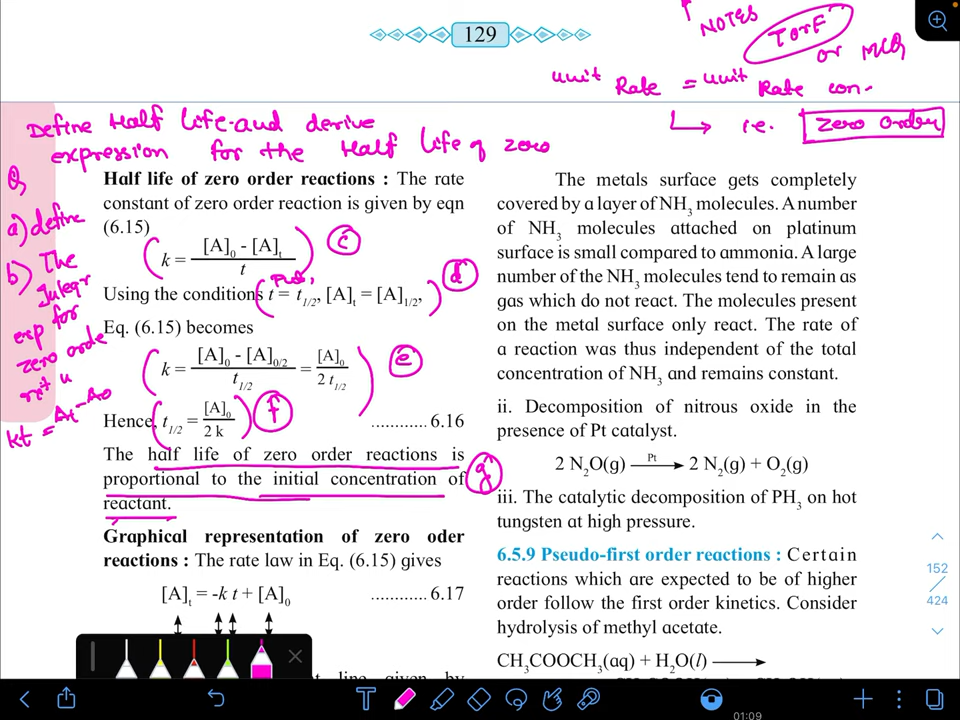 129
NOTES
TorF
or MCQ
unit Rate = unit Rate con.
i.e. Zero Order
Define Half life and derive
expression for the Half life of zero
Q
a) define
b) The
exp for
zero orde
kt = At - Ao
Half life of zero order reactions : The rate
constant of zero order reaction is given by eqn
(6.15)
k = [A]₀ - [A]ₜ / t
c
Put,
Using the conditions t = t₁/₂, [A]ₜ = [A]₁/₂,
d
Eq. (6.15) becomes
k = [A]₀ - [A]₀/₂ / t₁/₂ = [A]₀ / 2 t₁/₂
e
Hence, t₁/₂ = [A]₀ / 2 k ............ 6.16
f
The half life of zero order reactions is
proportional to the initial concentration of
reactant.
g
Graphical representation of zero oder
reactions : The rate law in Eq. (6.15) gives
[A]ₜ = -k t + [A]₀ ............ 6.17
line given by
The metals surface gets completely
covered by a layer of NH₃ molecules. A number
of NH₃ molecules attached on platinum
surface is small compared to ammonia. A large
number of the NH₃ molecules tend to remain as
gas which do not react. The molecules present
on the metal surface only react. The rate of
a reaction was thus independent of the total
concentration of NH₃ and remains constant.
ii. Decomposition of nitrous oxide in the
presence of Pt catalyst.
2 N₂O(g) —Pt→ 2 N₂(g) + O₂(g)
iii. The catalytic decomposition of PH₃ on hot
tungsten at high pressure.
6.5.9 Pseudo-first order reactions : Certain
reactions which are expected to be of higher
order follow the first order kinetics. Consider
hydrolysis of methyl acetate.
CH₃COOCH₃(aq) + H₂O(l) ⟶
152
424
01:09